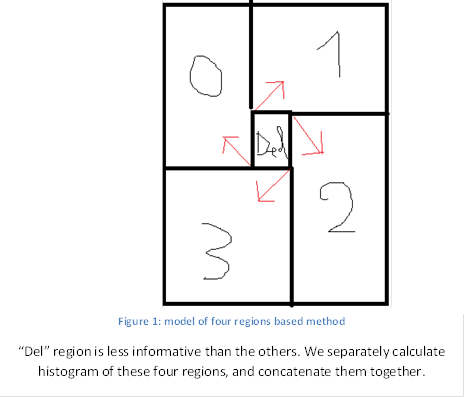 0
1
Del
2
3
Figure 1: model of four regions based method
“Del” region is less informative than the others. We separately calculate
histogram of these four regions, and concatenate them together.